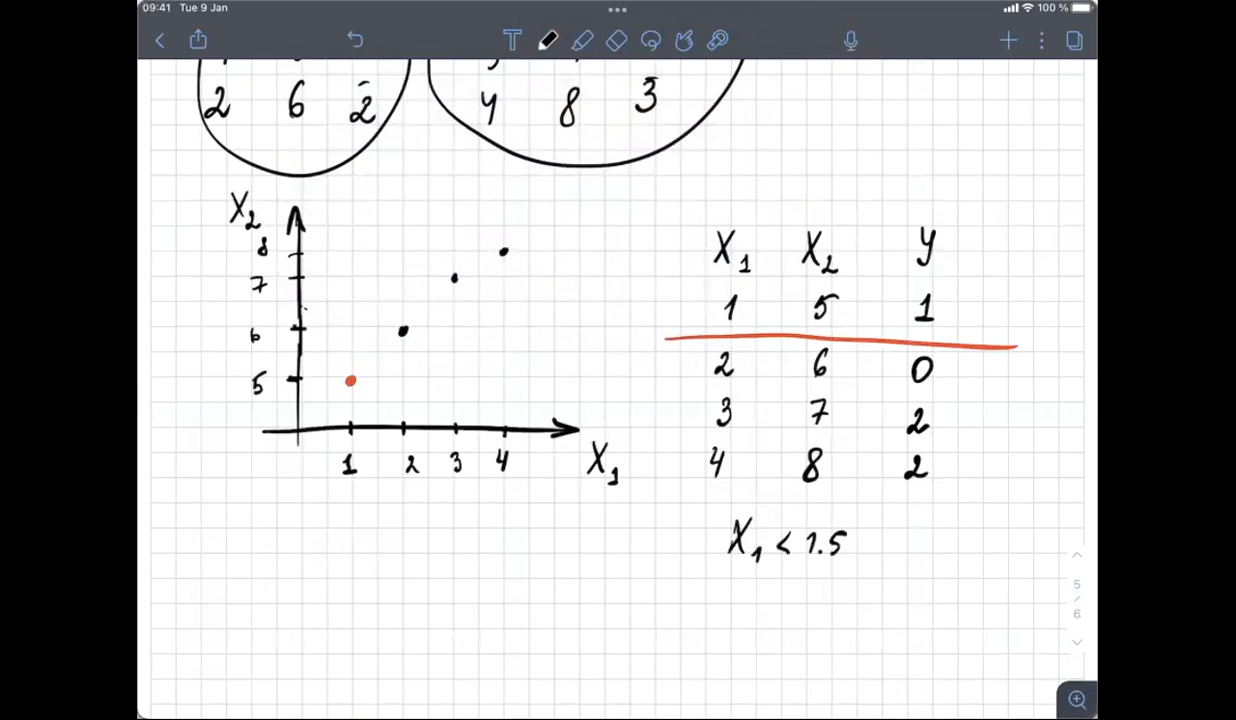 09:41 Tue 9 Jan
100 %
T
2 6 2
4 8 3
X₂
8
7
6
5
1 2 3 4
X₁
X₁ X₂ y
1 5 1
2 6 0
3 7 2
4 8 2
X₁ < 1.5
5
/
6